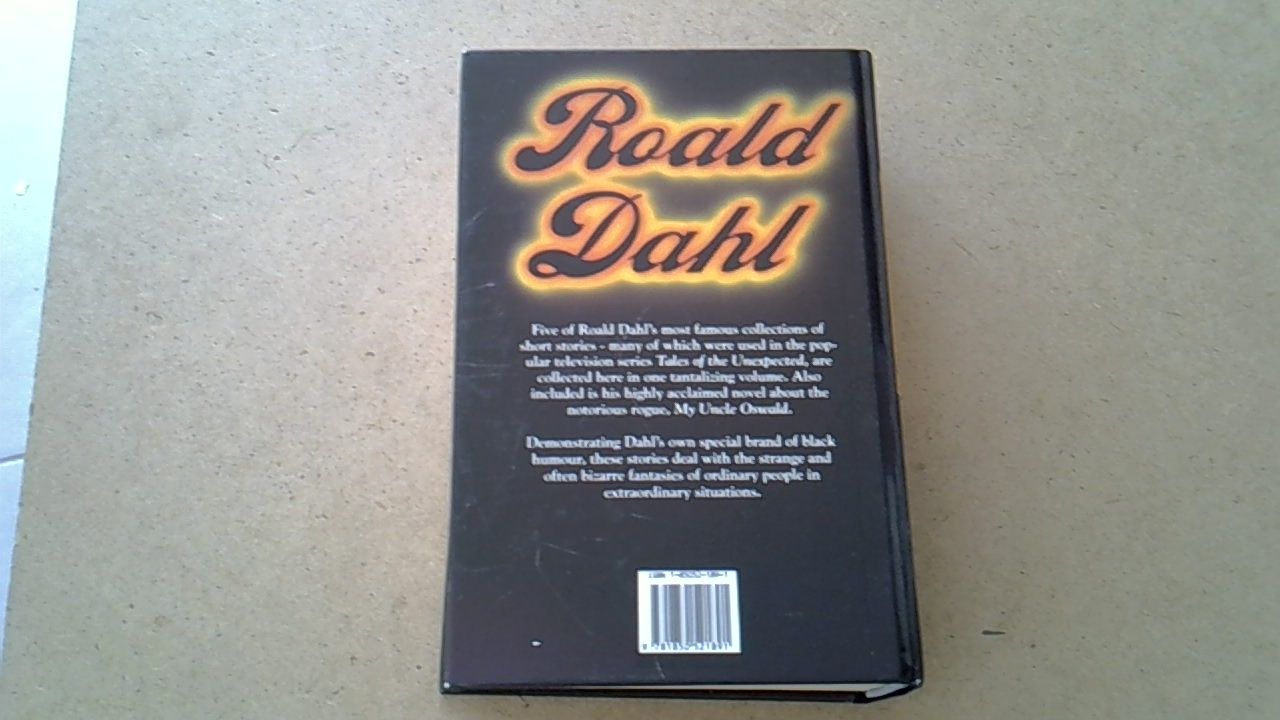 Roald
Dahl
Five of Roald Dahl's most famous collections of
short stories - many of which were used in the pop-
ular television series Tales of the Unexpected, are
collected here in one tantalizing volume. Also
included is his highly acclaimed novel about the
notorious rogue, My Uncle Oswald.
Demonstrating Dahl's own special brand of black
humour, these stories deal with the strange and
often bizarre fantasies of ordinary people in
extraordinary situations.
9 781850 521891